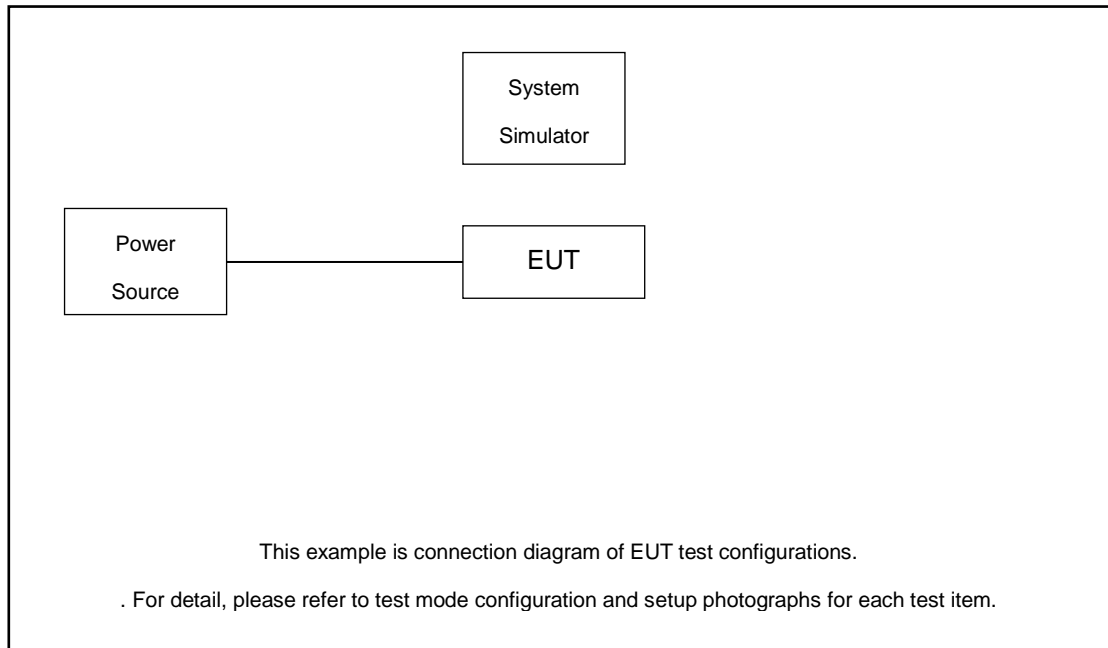 System
Simulator
Power
Source
EUT
This example is connection diagram of EUT test configurations.
. For detail, please refer to test mode configuration and setup photographs for each test item.